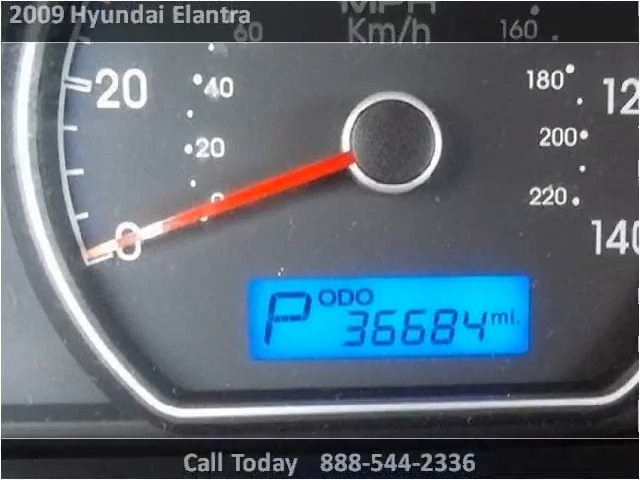 2009 Hyundai Elantra
MPH
60 Km/h 160
20 40 180 12
20 200
0 220
0 140
P ODO 36684 mi.
Call Today 888-544-2336